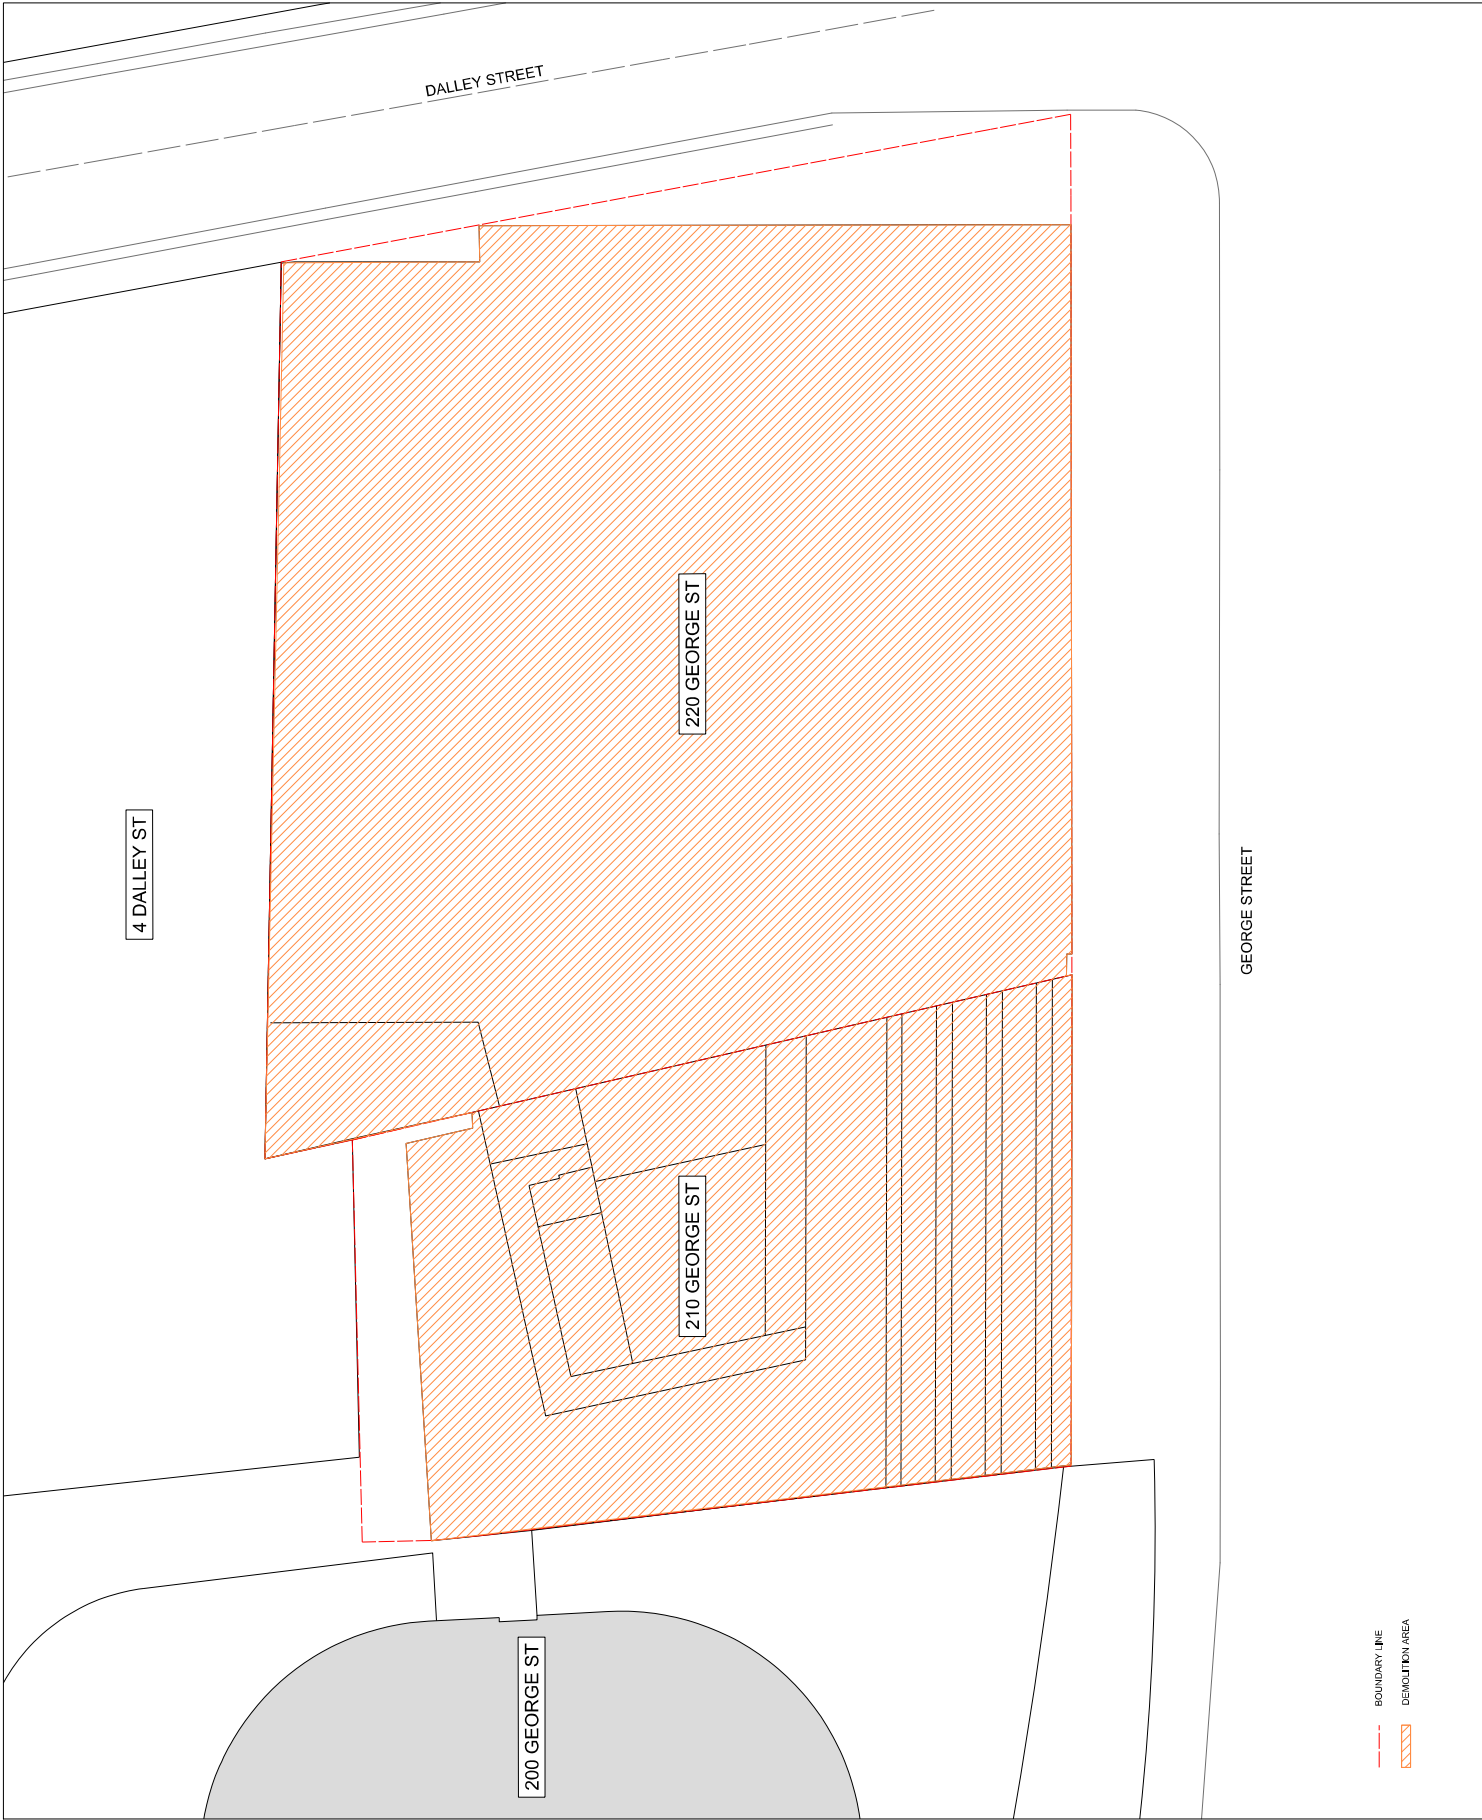 DALLEY STREET
220 GEORGE ST
4 DALLEY ST
GEORGE STREET
210 GEORGE ST
200 GEORGE ST
BOUNDARY LINE
DEMOLITION AREA